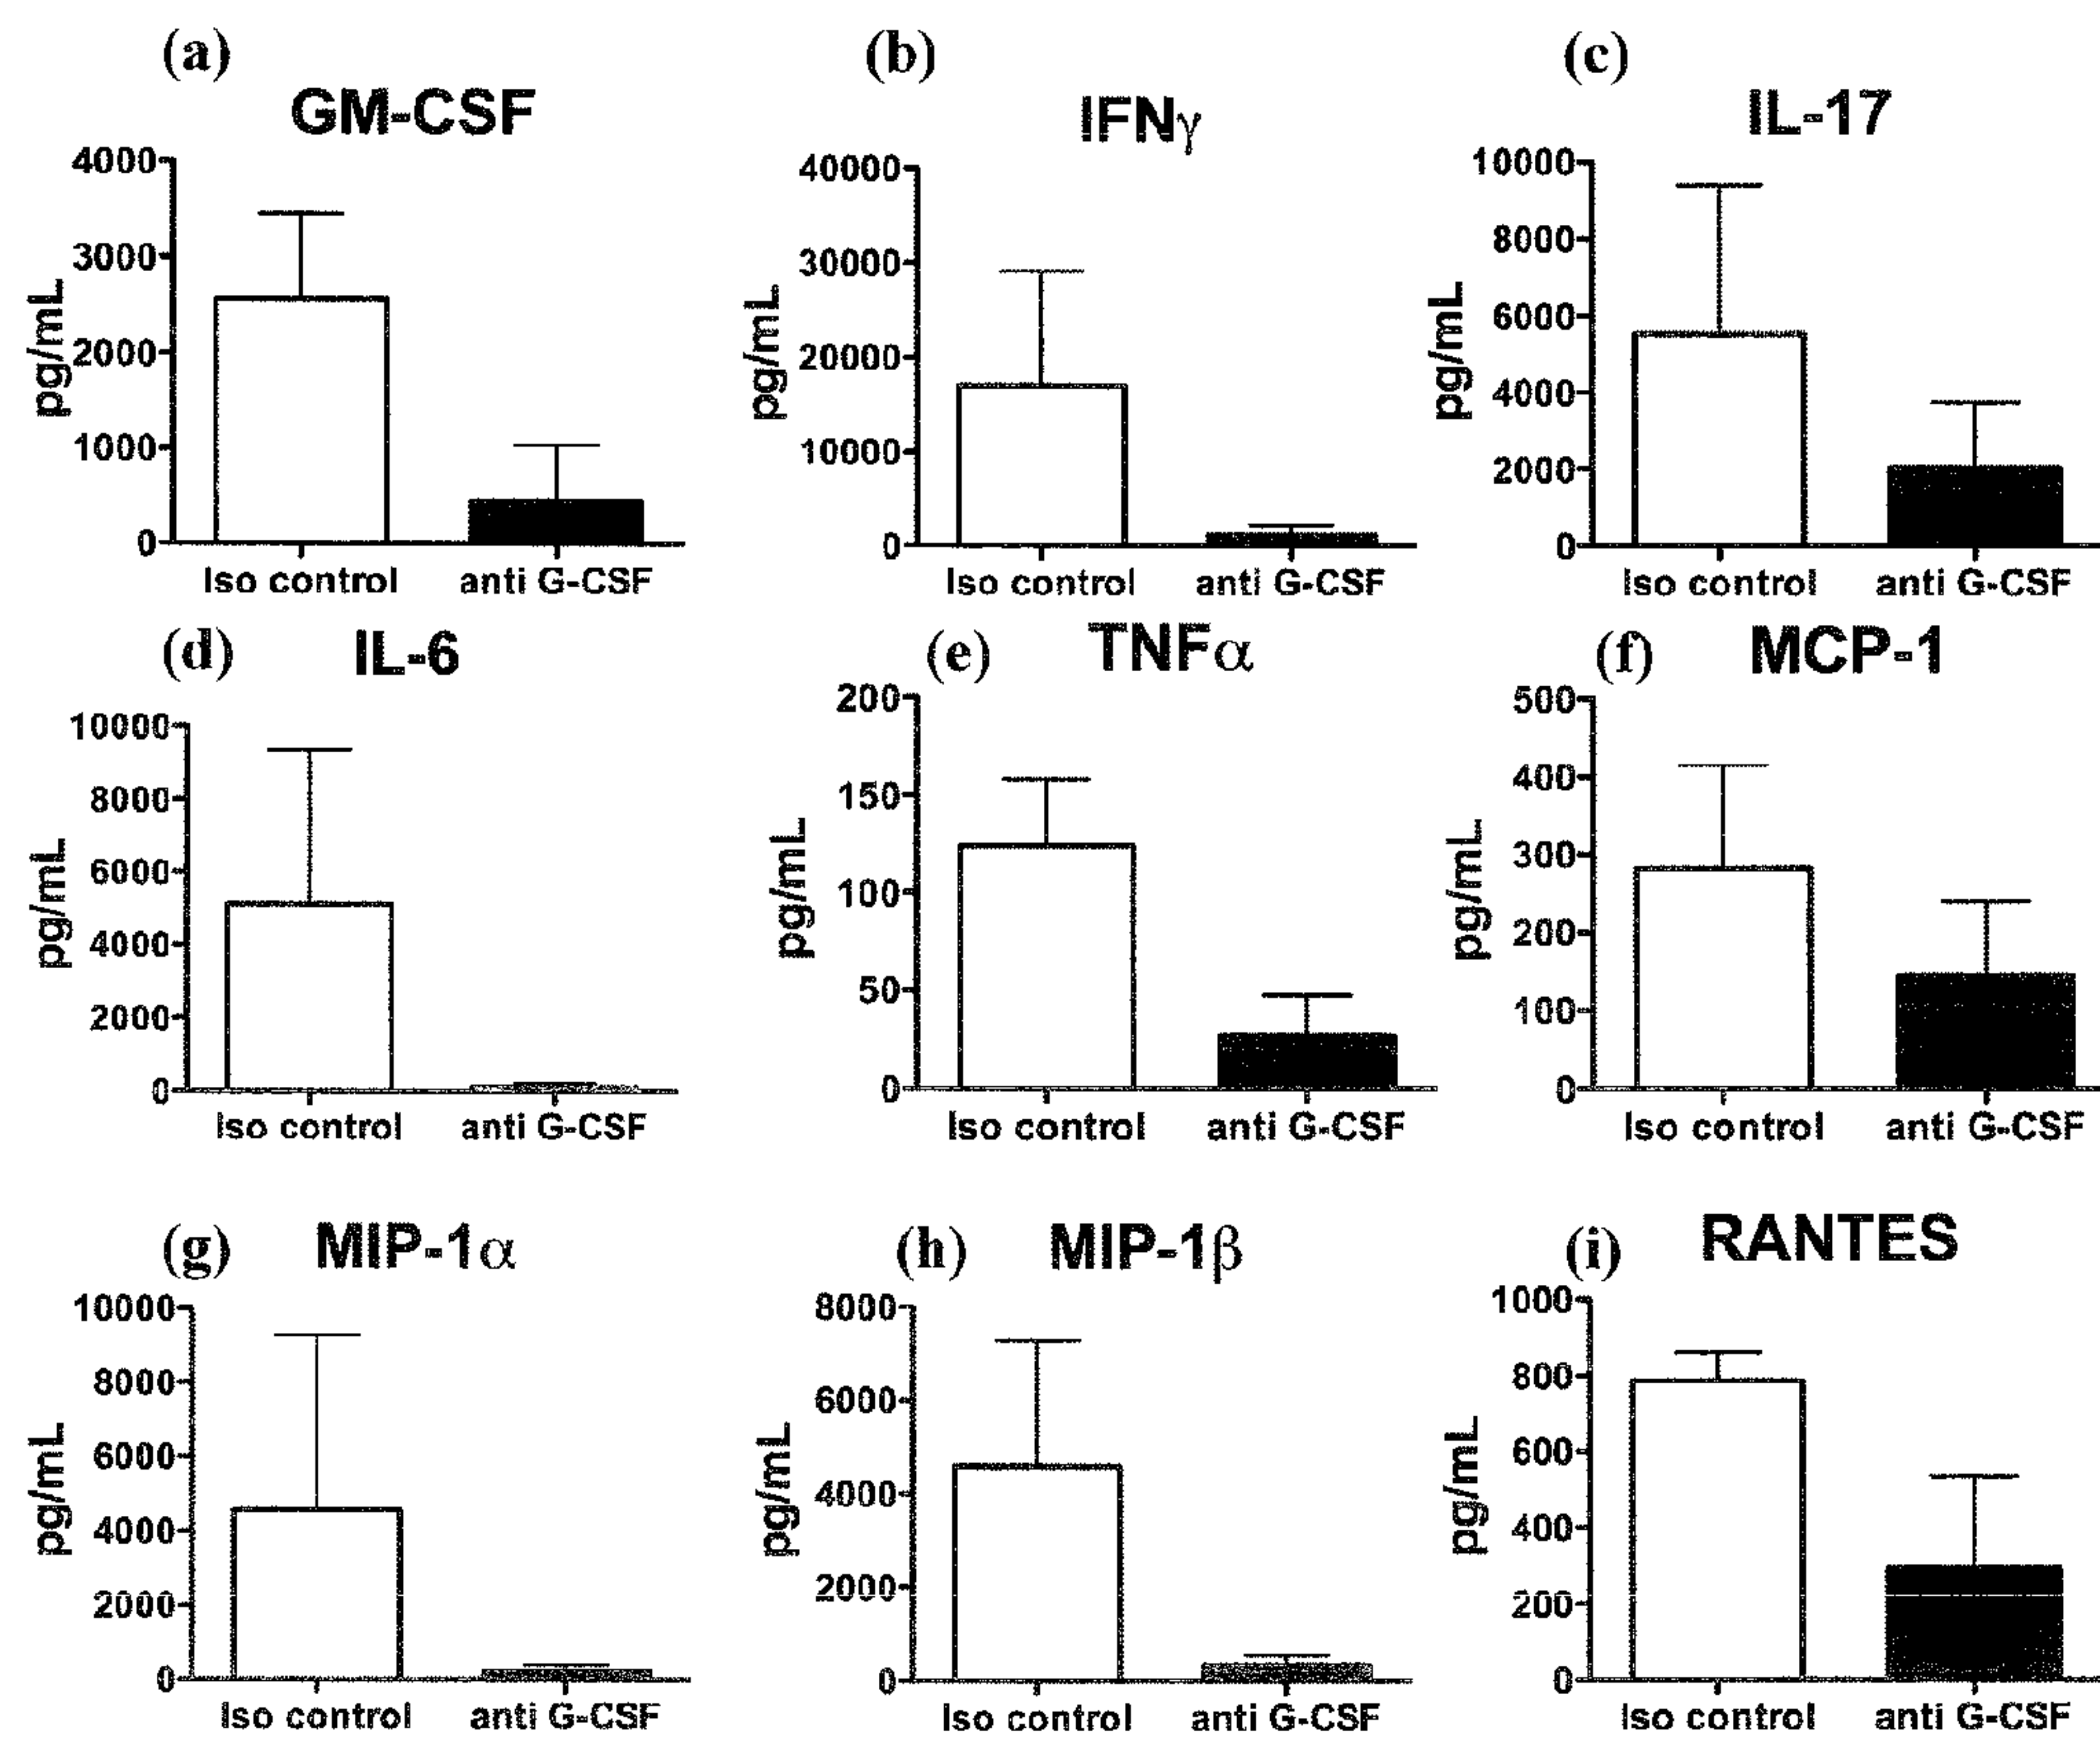 (a)
GM-CSF
4000
3000
2000
1000
0
pg/mL
Iso control
anti G-CSF
(b)
IFNγ
40000
30000
20000
10000
0
pg/mL
Iso control
anti G-CSF
(c)
IL-17
10000
8000
6000
4000
2000
0
pg/mL
Iso control
anti G-CSF
(d)
IL-6
10000
8000
6000
4000
2000
0
pg/mL
Iso control
anti G-CSF
(e)
TNFα
200
150
100
50
0
pg/mL
Iso control
anti G-CSF
(f)
MCP-1
500
400
300
200
100
0
pg/mL
Iso control
anti G-CSF
(g)
MIP-1α
10000
8000
6000
4000
2000
0
pg/mL
Iso control
anti G-CSF
(h)
MIP-1β
8000
6000
4000
2000
0
pg/mL
Iso control
anti G-CSF
(i)
RANTES
1000
800
600
400
200
0
pg/mL
Iso control
anti G-CSF